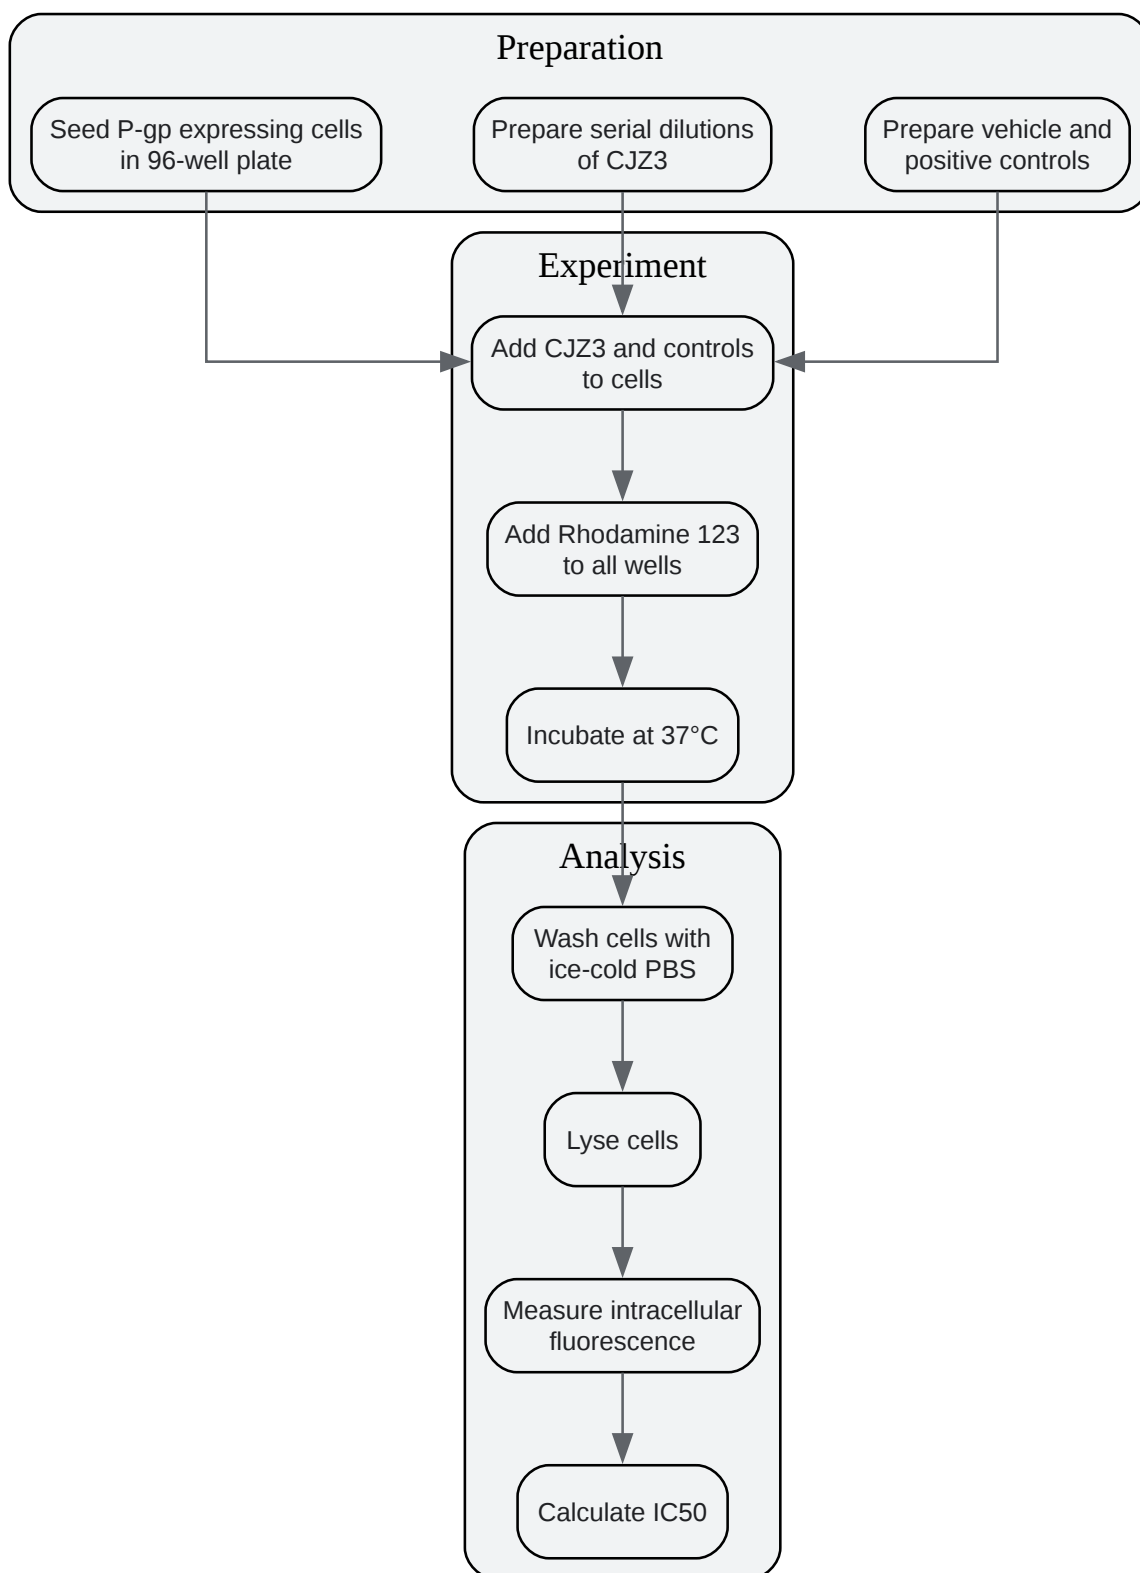 Preparation
Seed P-gp expressing cells
in 96-well plate
Prepare serial dilutions
of CJZ3
Prepare vehicle and
positive controls
Experiment
Add CJZ3 and controls
to cells
Add Rhodamine 123
to all wells
Incubate at 37°C
Analysis
Wash cells with
ice-cold PBS
Lyse cells
Measure intracellular
fluorescence
Calculate IC50